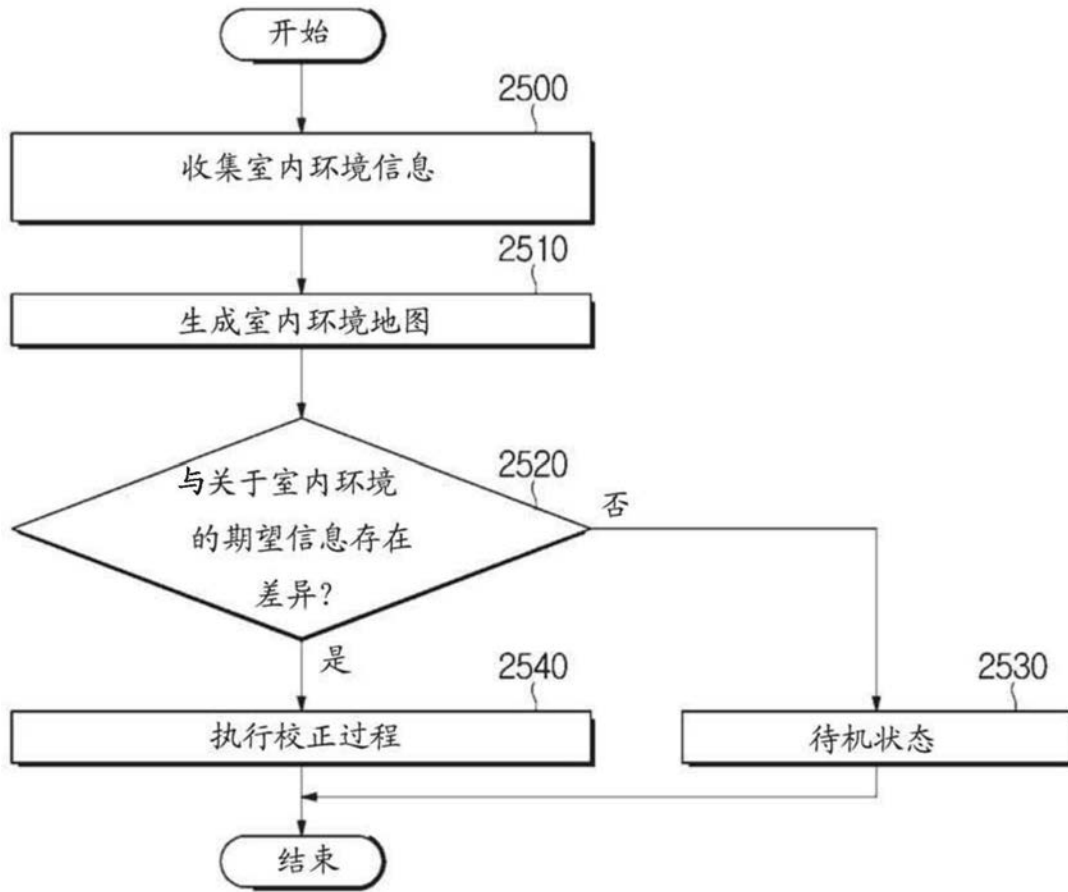 开始
2500
收集室内环境信息
2510
生成室内环境地图
2520
与关于室内环境
的期望信息存在
差异?
否
是
2540
执行校正过程
2530
待机状态
结束